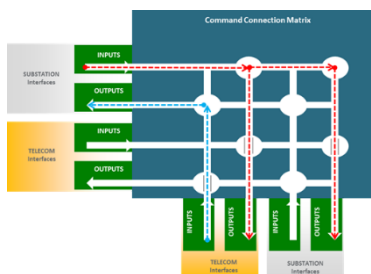 Command Connection Matrix
INPUTS
SUBSTATION
Interfaces
OUTPUTS
INPUTS
TELECOM
Interfaces
OUTPUTS
INPUTS
OUTPUTS
INPUTS
OUTPUTS
TELECOM
Interfaces
SUBSTATION
Interfaces